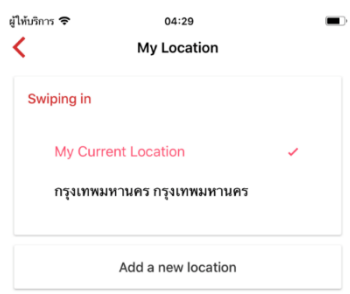 ผู้ให้บริการ 04:29
My Location
Swiping in
My Current Location
กรุงเทพมหานคร กรุงเทพมหานคร
Add a new location